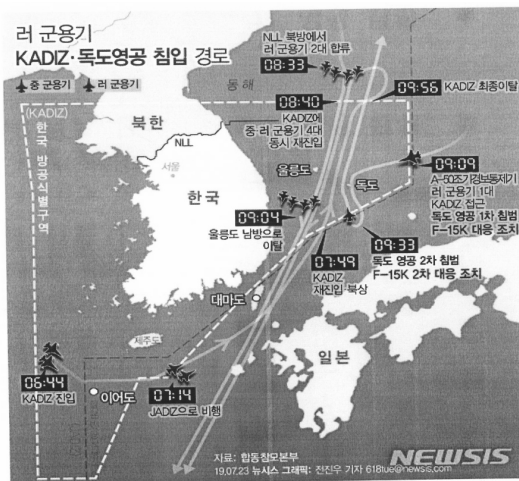 러 군용기
KADIZ·독도영공 침입 경로
중 군용기 러 군용기
NLL 북방에서
러 군용기 2대 합류
08:33
동해
09:56 KADIZ 최종이탈
08:40
KADIZ에
중·러 군용기 4대
동시 재진입
(KADIZ)
한국 방공식별구역
북한
NLL
서울
한국
울릉도
독도
09:09
A-50조기경보통제기
러 군용기 1대
KADIZ 접근
독도 영공 1차 침범
F-15K 대응 조치
09:04
울릉도 남방으로
이탈
07:49
KADIZ
재진입·북상
09:33
독도 영공 2차 침범
F-15K 2차 대응 조치
대마도
제주도
일본
06:44
KADIZ 진입
이어도
07:14
JADIZ으로 비행
자료: 합동참모본부
NEWSIS
19.07.23 뉴시스 그래픽: 전진우 기자 618tue@newsis.com